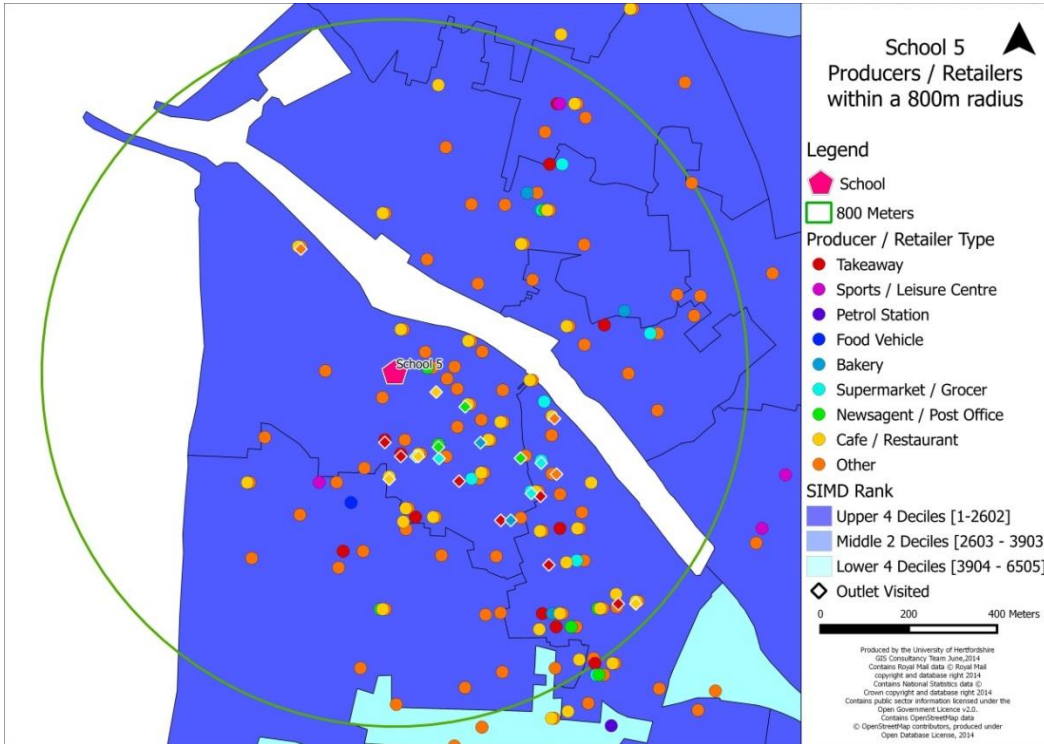 School 5
Producers / Retailers
within a 800m radius
Legend
School
800 Meters
Producer / Retailer Type
Takeaway
Sports / Leisure Centre
Petrol Station
Food Vehicle
Bakery
Supermarket / Grocer
Newsagent / Post Office
Cafe / Restaurant
Other
SIMD Rank
Upper 4 Deciles [1-2602]
Middle 2 Deciles [2603 - 3903
Lower 4 Deciles [3904 - 6505]
Outlet Visited
0 200 400 Meters
Produced by the University of Hertfordshire
GIS Consultancy Team June,2014
Contains Royal Mail data © Royal Mail
copyright and database right 2014
Contains National Statistics data ©
Crown copyright and database right 2014
Contains public sector information licensed under the
Open Government Licence v2.0.
Contains OpenStreetMap data
© OpenStreetMap contributors, produced under
Open Database License, 2014
School 5